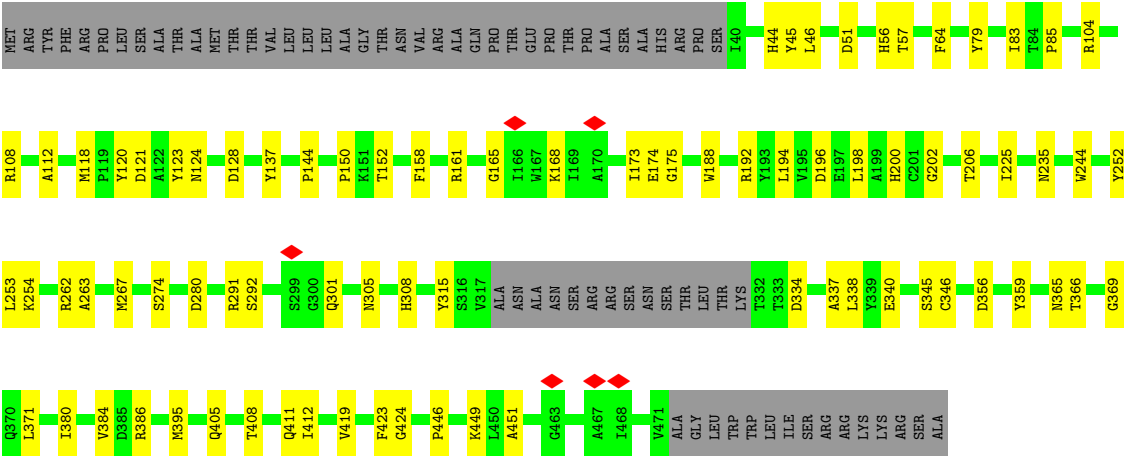 MET ARG TYR PHE ARG PRO LEU SER ALA THR ALA MET THR THR VAL LEU LEU LEU ALA GLY THR ASN VAL ARG ALA GLN PRO THR GLU PRO THR PRO ALA SER ALA HIS ARG PRO SER I40 H44 Y45 L46 D51 H56 T57 F64 Y79 I83 T84 P85 R104
R108 A112 M118 P119 Y120 D121 A122 Y123 N124 D128 Y137 P144 P150 K151 T152 F158 R161 G165 I166 W167 K168 I169 A170 I173 E174 G175 W188 R192 Y193 L194 V195 D196 E197 L198 A199 H200 C201 G202 T206 I225 N235 W244 Y252
L253 K254 R262 A263 M267 S274 D280 R291 S292 S299 G300 Q301 N305 H308 Y315 S316 V317 ALA ASN ALA ASN SER ARG ARG SER ASN SER THR LEU THR LYS T332 T333 D334 A337 L338 Y339 E340 S345 C346 D356 Y359 N365 T366 G369
Q370 L371 I380 V384 D385 R386 M395 Q405 T408 Q411 I412 V419 F423 G424 P446 K449 L450 A451 G463 A467 I468 V471 ALA GLY LEU TRP TRP LEU ILE SER ARG ARG LYS LYS ARG SER ALA